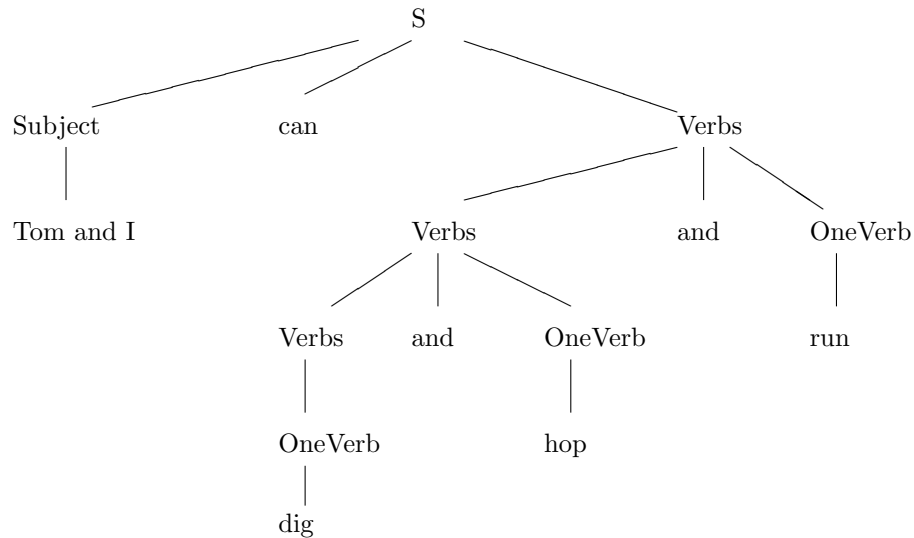 S
Subject can Verbs
Tom and I Verbs and OneVerb
Verbs and OneVerb run
OneVerb hop
dig